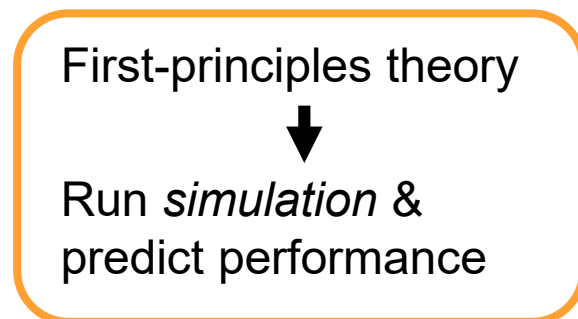 First-principles theory
Run simulation &
predict performance